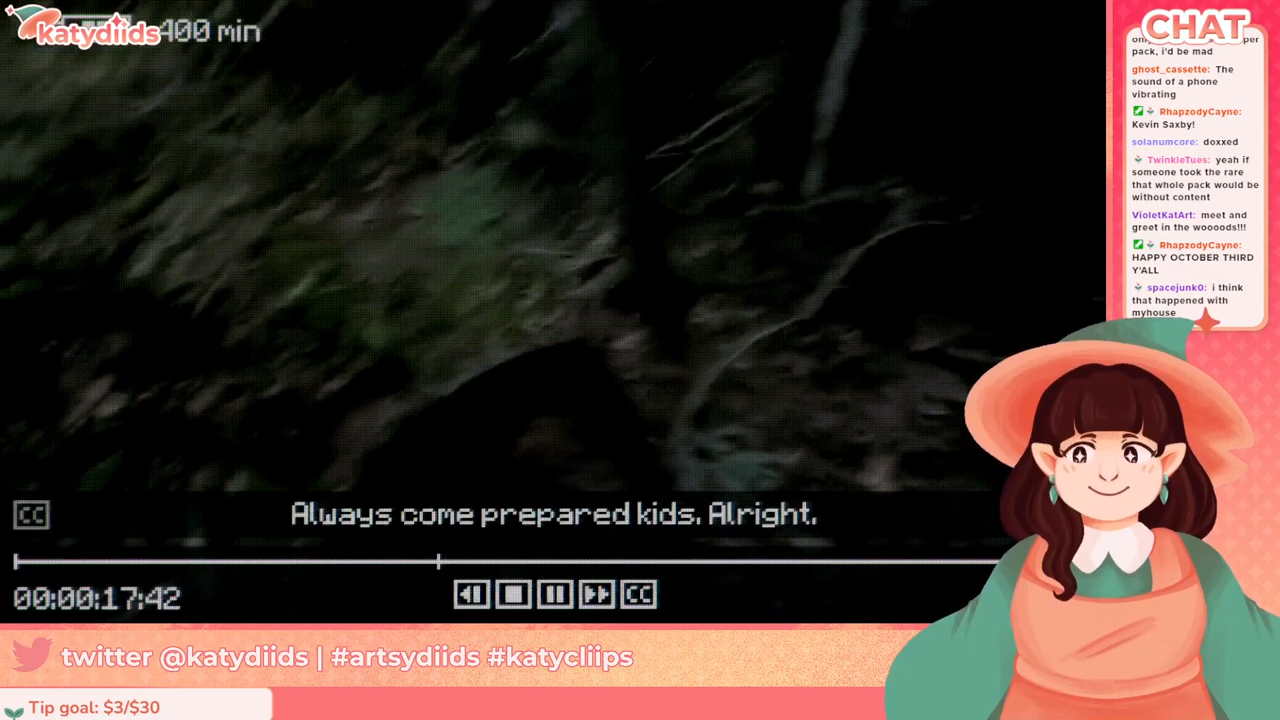 katydiids
400 min
CHAT
pack, i'd be mad
ghost_cassette: The
sound of a phone
vibrating
RhapzodyCayne:
Kevin Saxby!
solanumcore: doxxed
TwinkleTues: yeah if
someone took the rare
that whole pack would be
without content
VioletKatArt: meet and
greet in the woooods!!!
RhapzodyCayne:
HAPPY OCTOBER THIRD
Y'ALL
spacejunk0: i think
that happened with
myhouse
CC
Always come prepared kids. Alright.
00:00:17:42
CC
twitter @katydiids | #artsydiids #katycliips
Tip goal: $3/$30